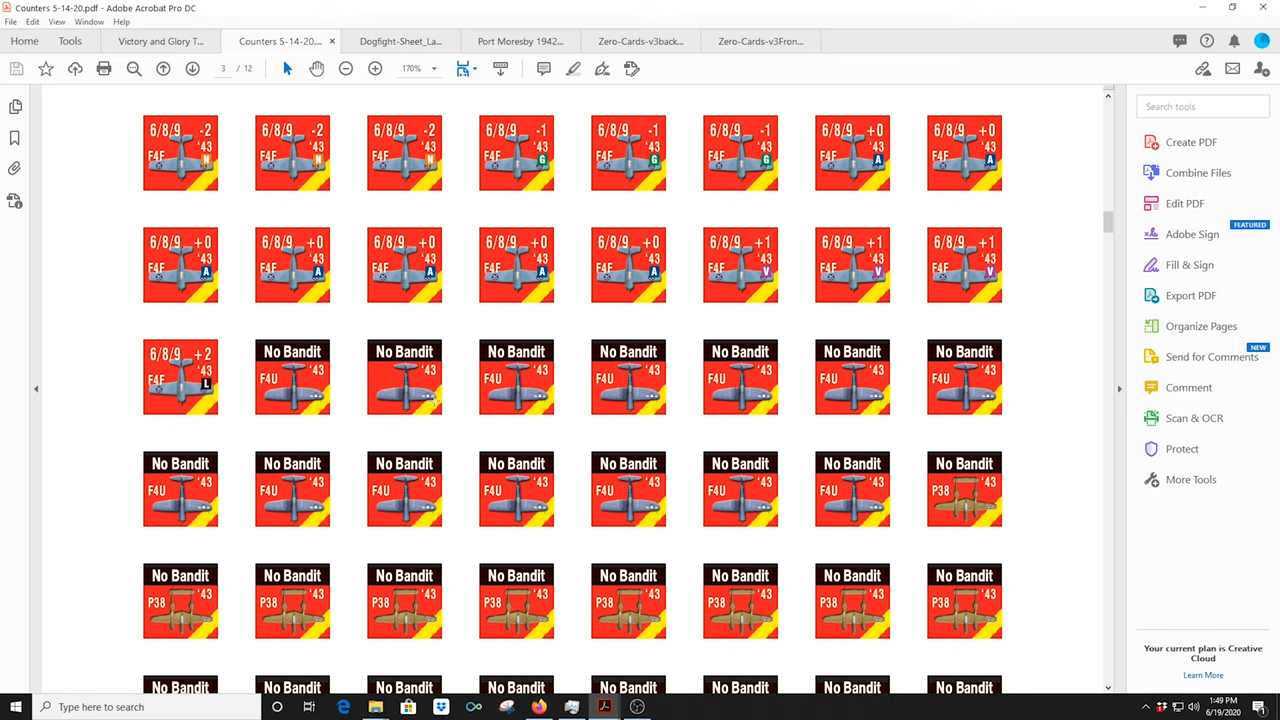 Counters 5-14-20.pdf - Adobe Acrobat Pro DC
File Edit View Window Help
Home Tools Victory and Glory T... Counters 5-14-20.... × Dogfight-Sheet_La... Port Moresby 1942... Zero-Cards-v3back... Zero-Cards-v3Fron...
3 / 12 170%
6/8/9 -2 '43 F4F N
6/8/9 -2 '43 F4F N
6/8/9 -2 '43 F4F N
6/8/9 -1 '43 F4F G
6/8/9 -1 '43 F4F G
6/8/9 -1 '43 F4F G
6/8/9 +0 '43 F4F A
6/8/9 +0 '43 F4F A
6/8/9 +0 '43 F4F A
6/8/9 +0 '43 F4F A
6/8/9 +0 '43 F4F A
6/8/9 +0 '43 F4F A
6/8/9 +0 '43 F4F A
6/8/9 +1 '43 F4F V
6/8/9 +1 '43 F4F V
6/8/9 +1 '43 F4F V
6/8/9 +2 '43 F4F L
No Bandit '43 F4U
No Bandit '43 F4U
No Bandit '43 F4U
No Bandit '43 F4U
No Bandit '43 F4U
No Bandit '43 F4U
No Bandit '43 F4U
No Bandit '43 F4U
No Bandit '43 F4U
No Bandit '43 F4U
No Bandit '43 F4U
No Bandit '43 F4U
No Bandit '43 F4U
No Bandit '43 F4U
No Bandit '43 P38
No Bandit '43 P38
No Bandit '43 P38
No Bandit '43 P38
No Bandit '43 P38
No Bandit '43 P38
No Bandit '43 P38
No Bandit '43 P38
No Bandit '43 P38
No Bandit No Bandit No Bandit No Bandit No Bandit No Bandit No Bandit No Bandit
Search tools
Create PDF
Combine Files
Edit PDF
FEATURED
Adobe Sign
Fill & Sign
Export PDF
Organize Pages
NEW
Send for Comments
Comment
Scan & OCR
Protect
More Tools
Your current plan is Creative
Cloud
Learn More
Type here to search
1:49 PM
6/19/2020